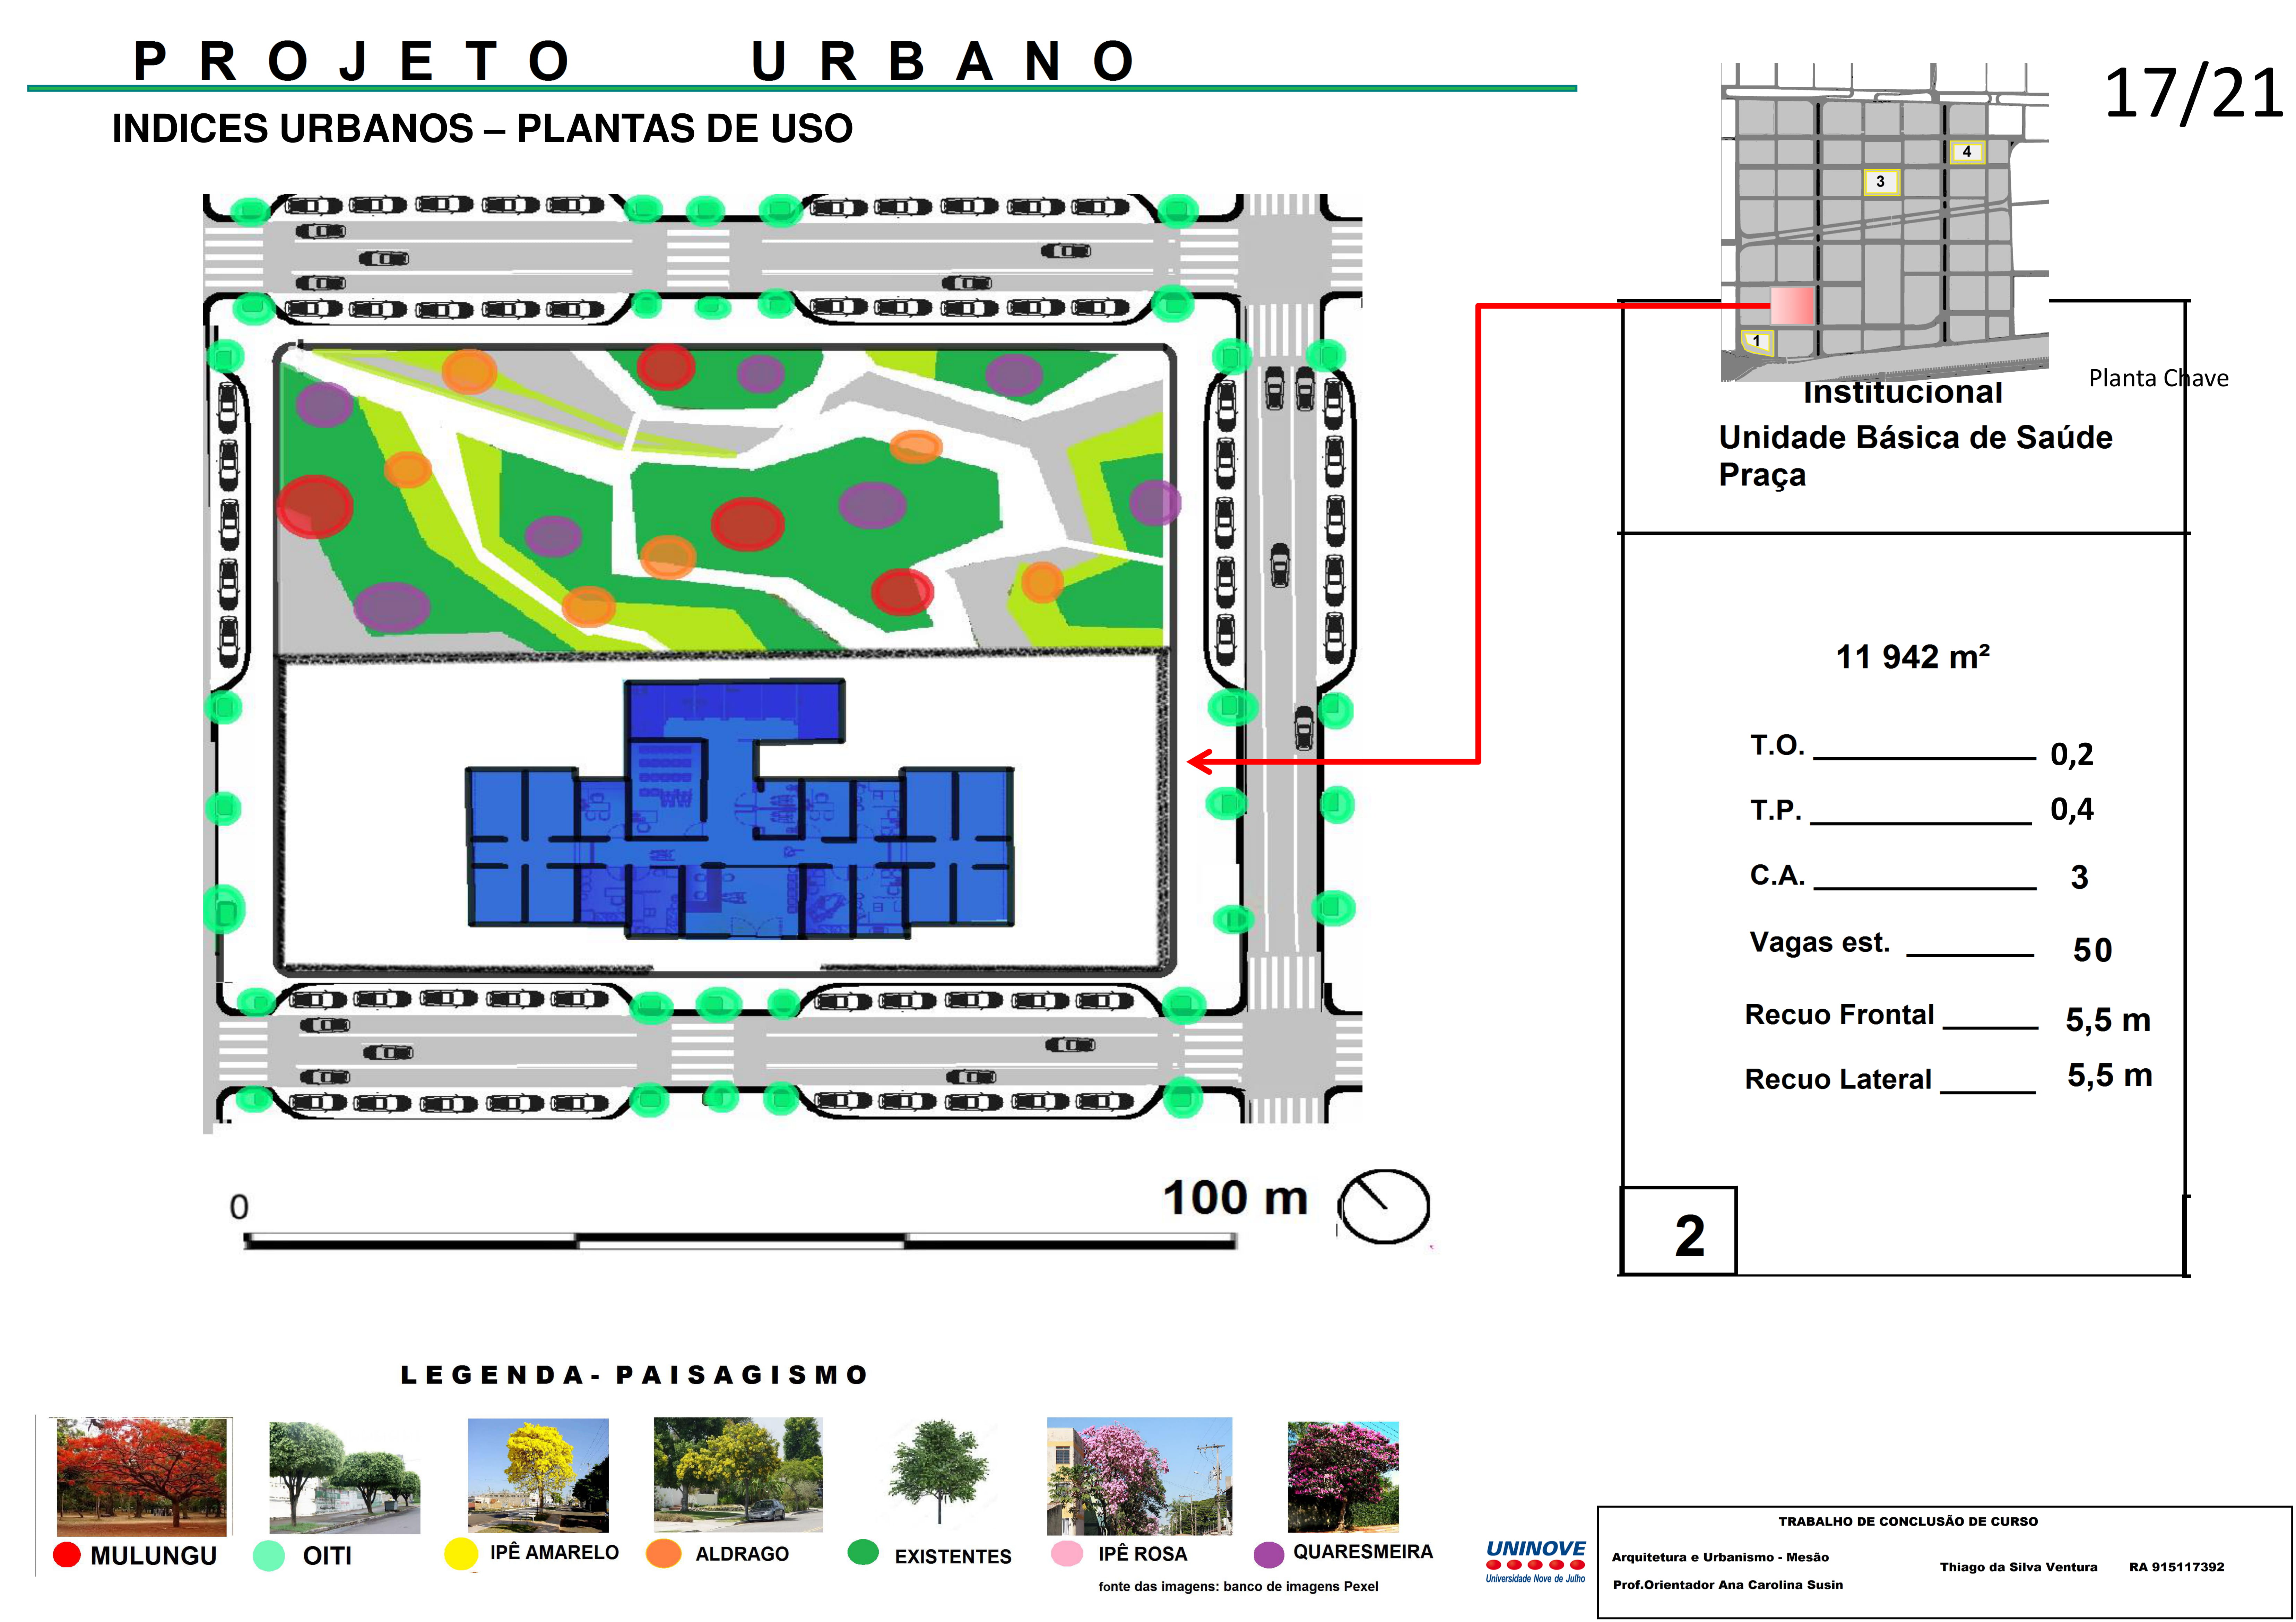 PROJETO URBANO
17/21
INDICES URBANOS – PLANTAS DE USO
4
3
1
Planta Chave
Institucional
Unidade Básica de Saúde
Praça
11 942 m²
T.O. 0,2
T.P. 0,4
C.A. 3
Vagas est. 50
Recuo Frontal 5,5 m
Recuo Lateral 5,5 m
2
0
100 m
LEGENDA- PAISAGISMO
MULUNGU
OITI
IPÊ AMARELO
ALDRAGO
EXISTENTES
IPÊ ROSA
QUARESMEIRA
fonte das imagens: banco de imagens Pexel
UNINOVE
Universidade Nove de Julho
TRABALHO DE CONCLUSÃO DE CURSO
Arquitetura e Urbanismo - Mesão
Thiago da Silva Ventura RA 915117392
Prof.Orientador Ana Carolina Susin